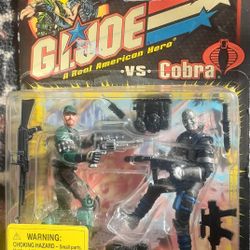 G.I.JOE
A Real American Hero
-VS- Cobra
WARNING:
CHOKING HAZARD - Small parts.